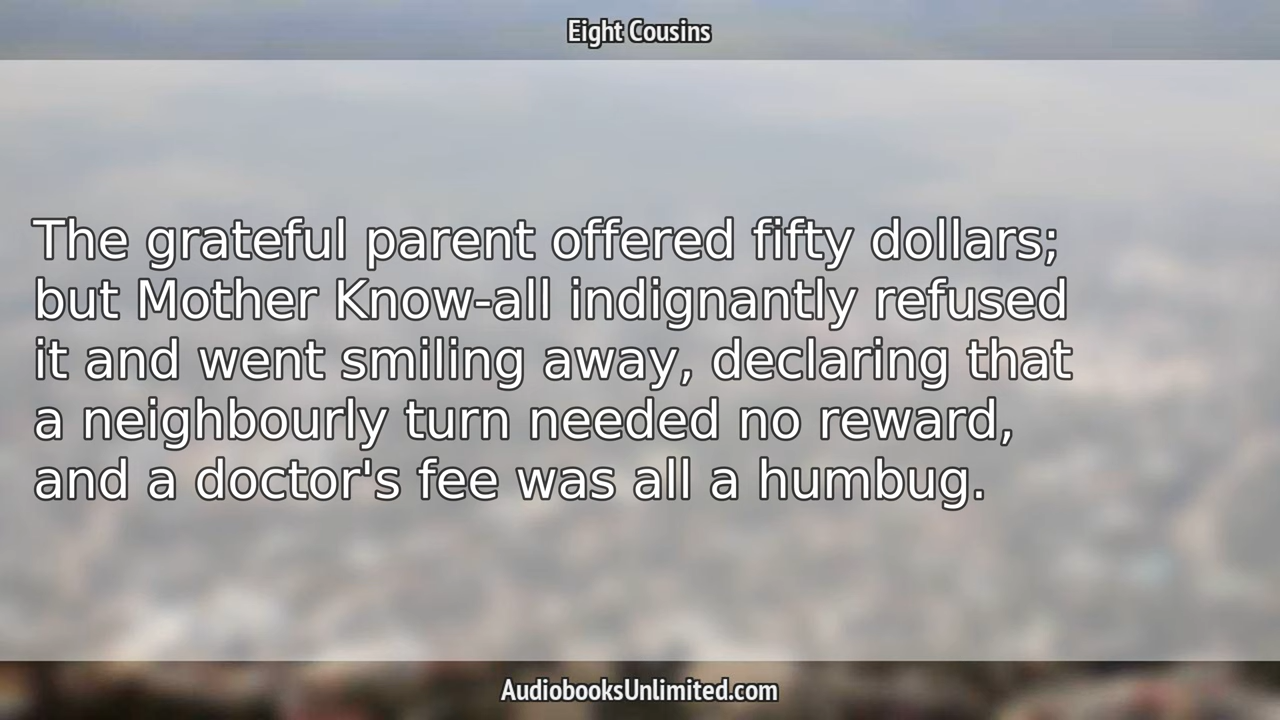 Eight Cousins
The grateful parent offered fifty dollars;
but Mother Know-all indignantly refused
it and went smiling away, declaring that
a neighbourly turn needed no reward,
and a doctor's fee was all a humbug.
AudiobooksUnlimited.com